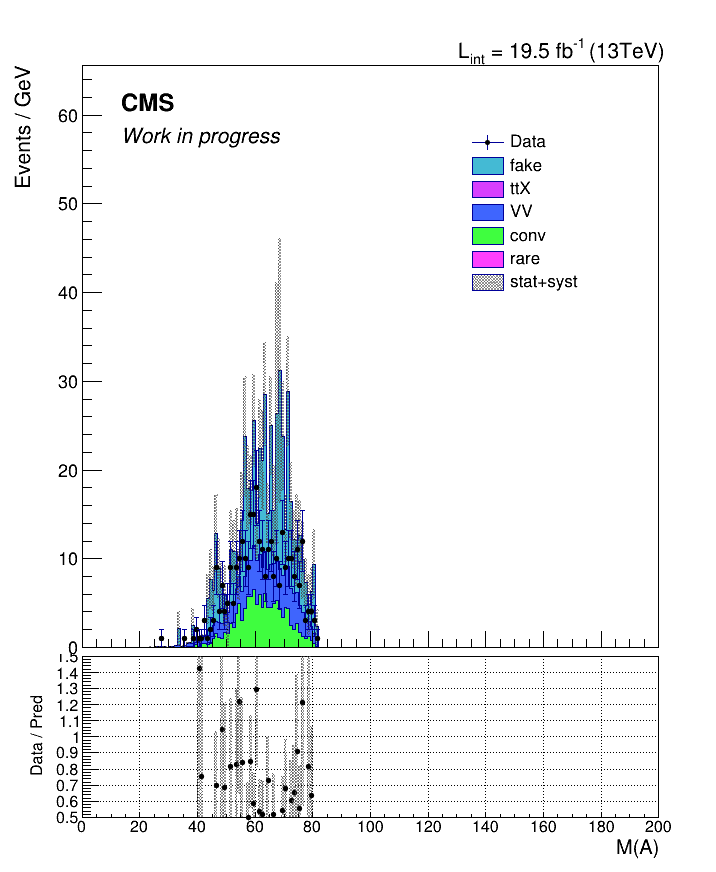 L_int = 19.5 fb^-1 (13TeV)
Events / GeV
CMS
Work in progress
Data
fake
ttX
VV
conv
rare
stat+syst
60
50
40
30
20
10
0
Data / Pred
1.5
1.4
1.3
1.2
1.1
1
0.9
0.8
0.7
0.6
0.5
0 20 40 60 80 100 120 140 160 180 200
M(A)